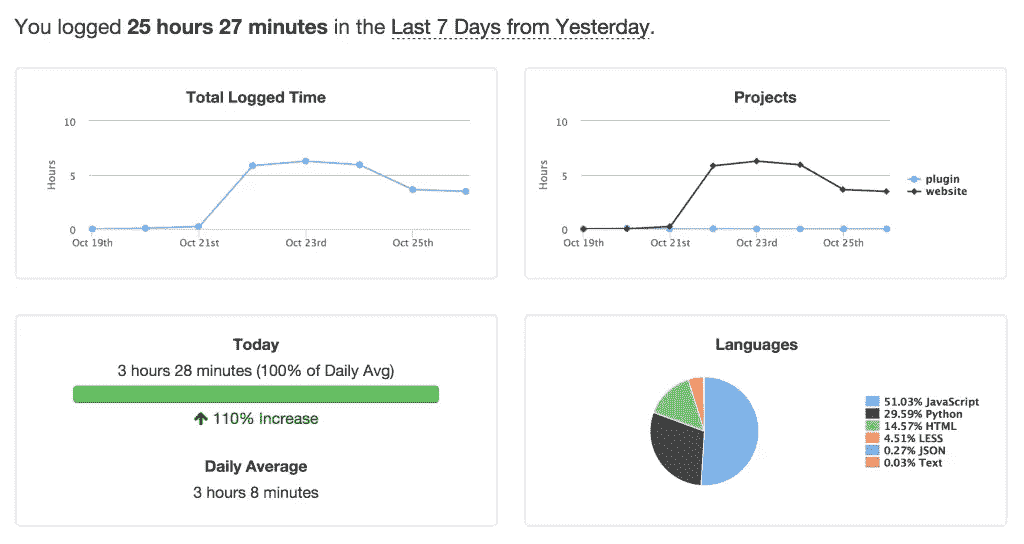 You logged 25 hours 27 minutes in the Last 7 Days from Yesterday.
Total Logged Time
10
Hours
5
0
Oct 19th
Oct 21st
Oct 23rd
Oct 25th
Projects
10
Hours
5
0
Oct 19th
Oct 21st
Oct 23rd
Oct 25th
plugin
website
Today
3 hours 28 minutes (100% of Daily Avg)
110% Increase
Daily Average
3 hours 8 minutes
Languages
51.03% JavaScript
29.59% Python
14.57% HTML
4.51% LESS
0.27% JSON
0.03% Text